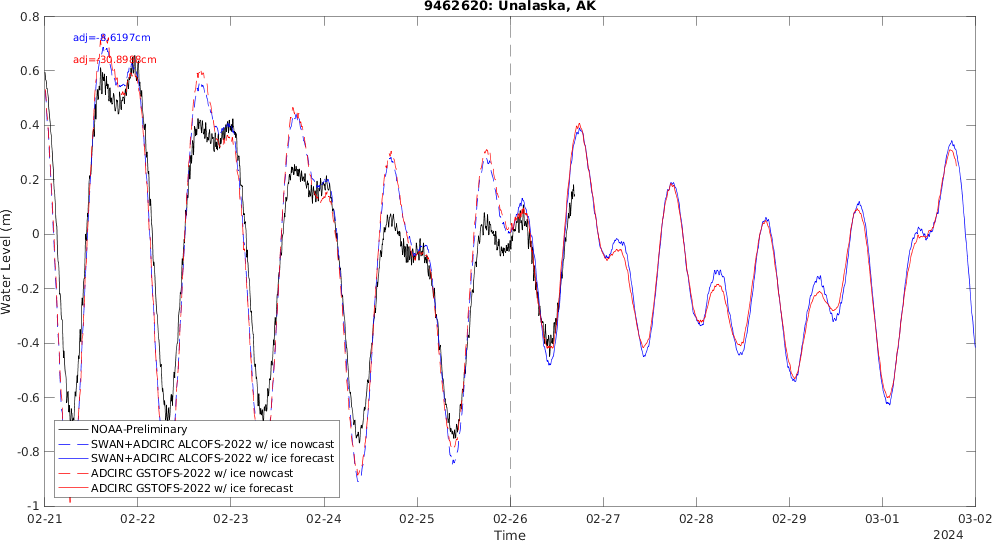 9462620: Unalaska, AK
adj=-8.6197cm
0.8
0.6
0.4
0.2
0
-0.2
-0.4
-0.6
-0.8
-1
Water Level (m)
NOAA-Preliminary
SWAN+ADCIRC ALCOFS-2022 w/ ice nowcast
SWAN+ADCIRC ALCOFS-2022 w/ ice forecast
ADCIRC GSTOFS-2022 w/ ice nowcast
ADCIRC GSTOFS-2022 w/ ice forecast
02-21 02-22 02-23 02-24 02-25 02-26 02-27 02-28 02-29 03-01 03-02
Time
2024